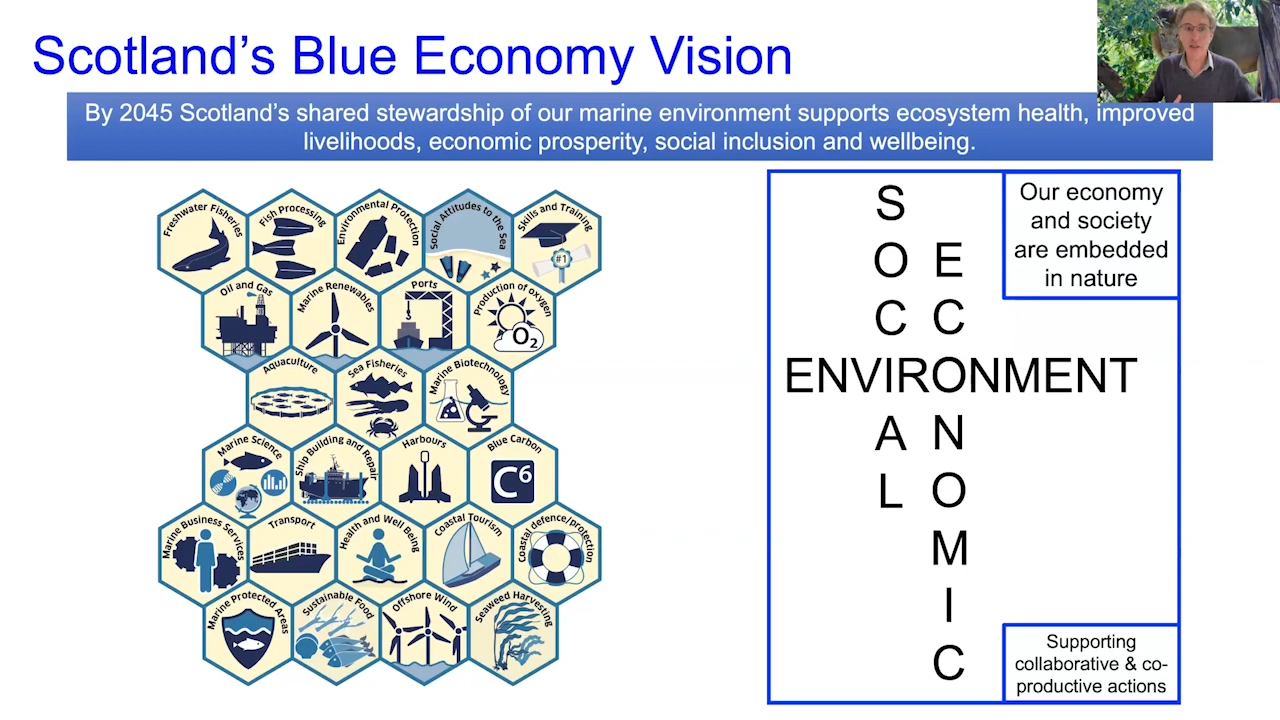 Scotland's Blue Economy Vision
By 2045 Scotland's shared stewardship of our marine environment supports ecosystem health, improved
livelihoods, economic prosperity, social inclusion and wellbeing.
Freshwater Fisheries
Fish Processing
Environmental Protection
Social Attitudes to the Sea
Skills and Training
#1
Oil and Gas
Marine Renewables
Ports
Production of oxygen
O2
Aquaculture
Sea Fisheries
Marine Biotechnology
Marine Science
Ship Building and Repair
Harbours
Blue Carbon
C6
Marine Business Services
Transport
Health and Well Being
Coastal Tourism
Coastal defence/protection
Marine Protected Areas
Sustainable Food
Offshore Wind
Seaweed Harvesting
SOCIAL
ECONOMIC
ENVIRONMENT
Our economy
and society
are embedded
in nature
Supporting
collaborative & co-
productive actions